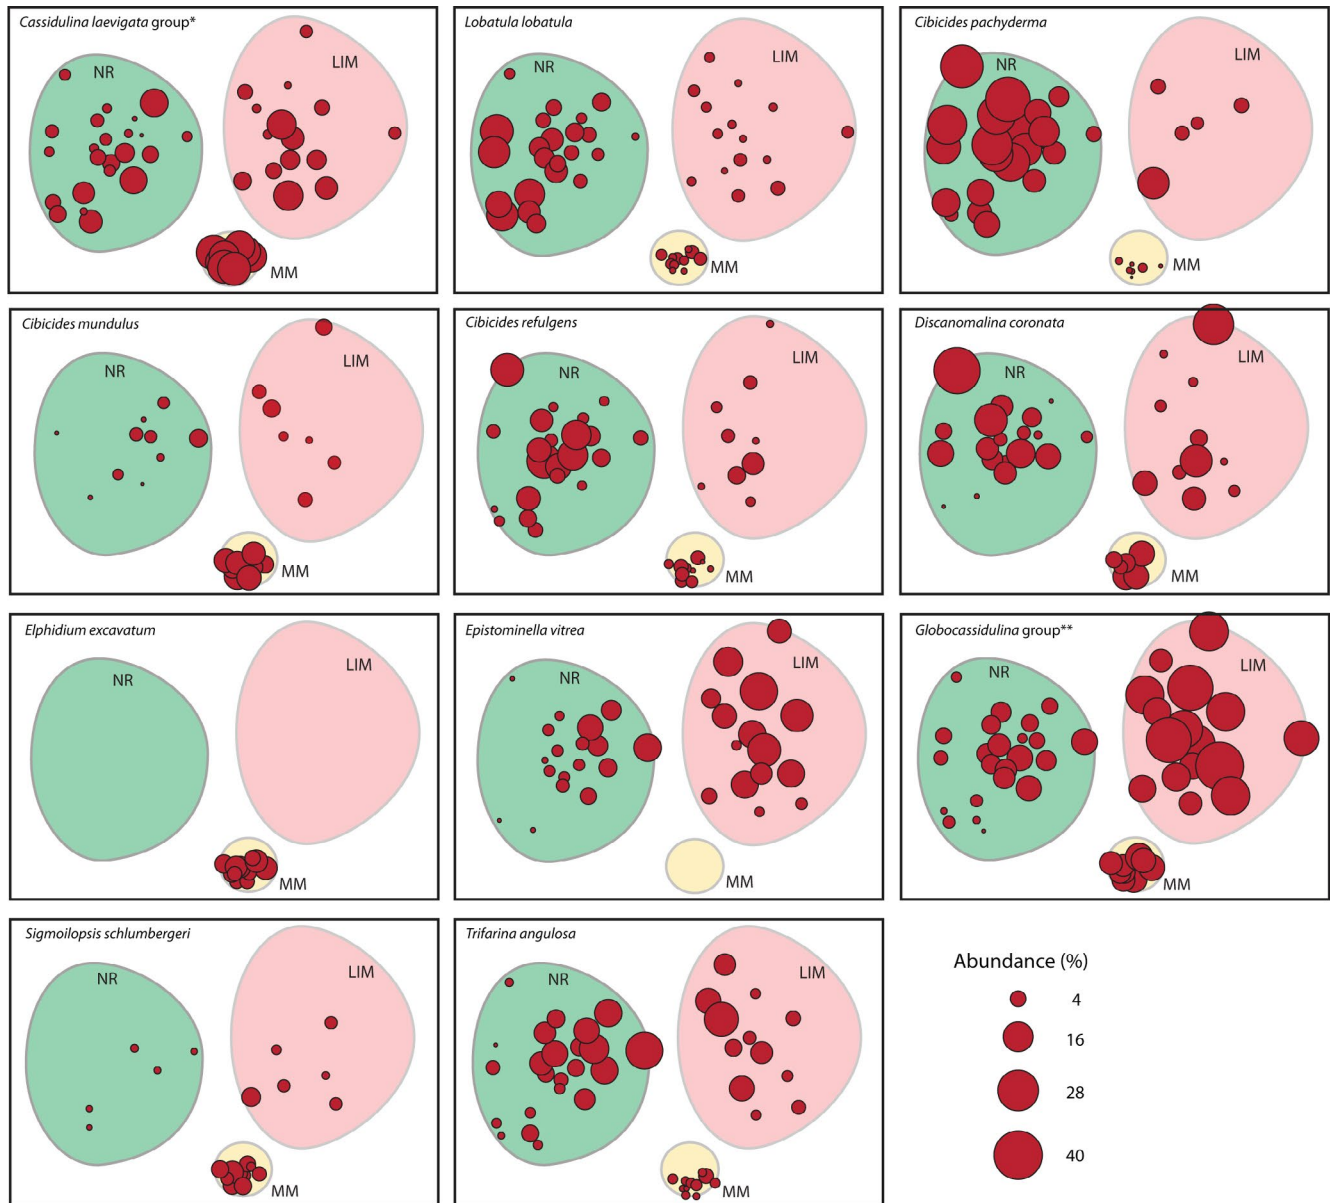 Cassidulina laevigata group*
NR
LIM
MM
Lobatula lobatula
NR
LIM
MM
Cibicides pachyderma
NR
LIM
MM
Cibicides mundulus
NR
LIM
MM
Cibicides refulgens
NR
LIM
MM
Discanomalina coronata
NR
LIM
MM
Elphidium excavatum
NR
LIM
MM
Epistominella vitrea
NR
LIM
MM
Globocassidulina group**
NR
LIM
MM
Sigmoilopsis schlumbergeri
NR
LIM
MM
Trifarina angulosa
NR
LIM
MM
Abundance (%)
4
16
28
40